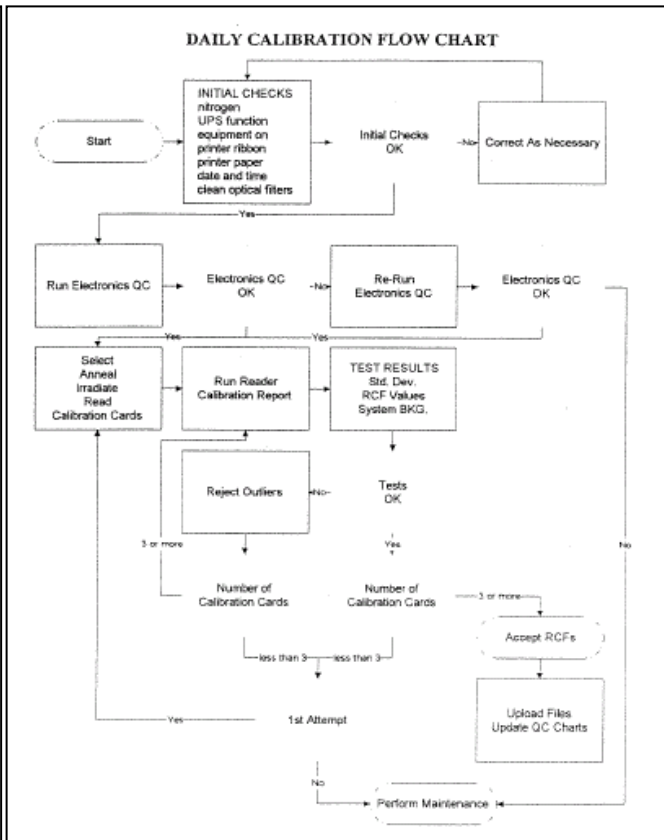 DAILY CALIBRATION FLOW CHART
Start
INITIAL CHECKS
nitrogen
UPS function
equipment on
printer ribbon
printer paper
date and time
clean optical filters
Initial Checks
OK
No
Correct As Necessary
Yes
Run Electronics QC
Electronics QC
OK
No
Re-Run
Electronics QC
Electronics QC
OK
Yes
Yes
Select
Anneal
Irradiate
Read
Calibration Cards
Run Reader
Calibration Report
TEST RESULTS
Std. Dev.
RCF Values
System BKG.
Reject Outliers
No
Tests
OK
3 or more
Yes
No
Number of
Calibration Cards
Number of
Calibration Cards
3 or more
Accept RCFs
less than 3
less than 3
Yes
1st Attempt
Upload Files
Update QC Charts
No
Perform Maintenance